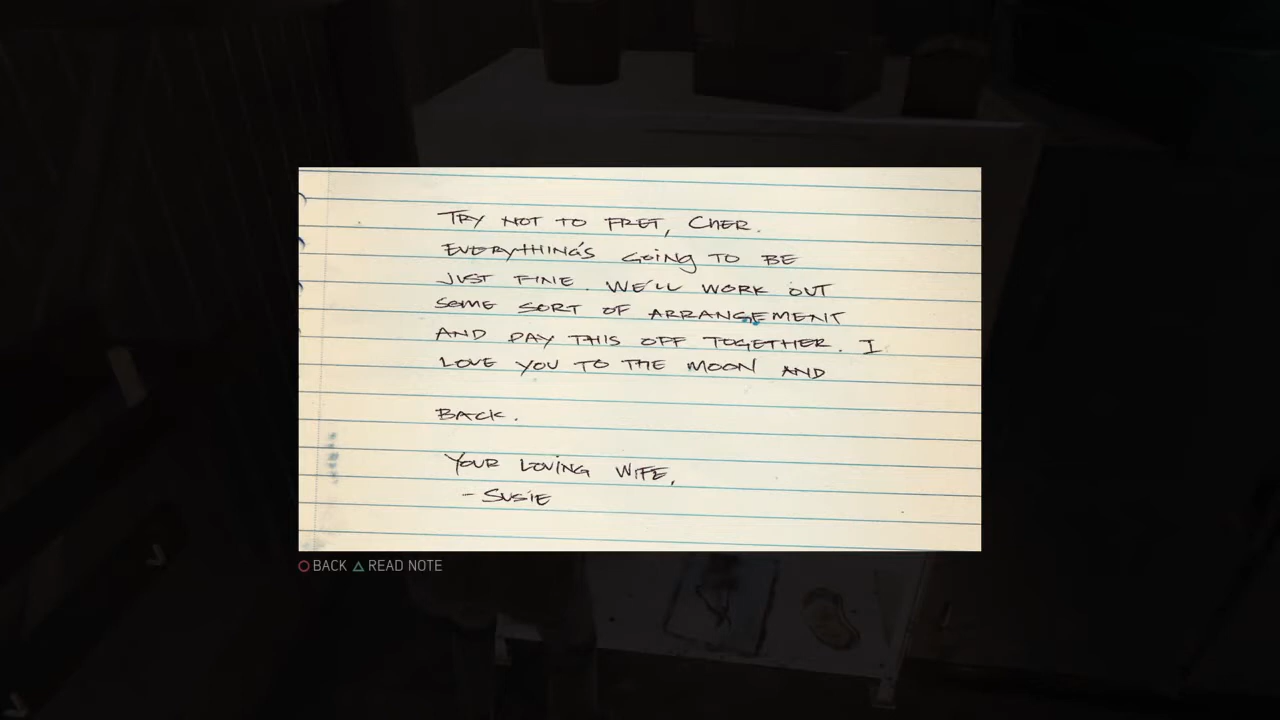 TRY NOT TO FRET, CHER.
EVERYTHING'S GOING TO BE
JUST FINE. WE'LL WORK OUT
SOME SORT OF ARRANGEMENT
AND PAY THIS OFF TOGETHER. I
LOVE YOU TO THE MOON AND
BACK.
YOUR LOVING WIFE,
- SUSIE
BACK READ NOTE